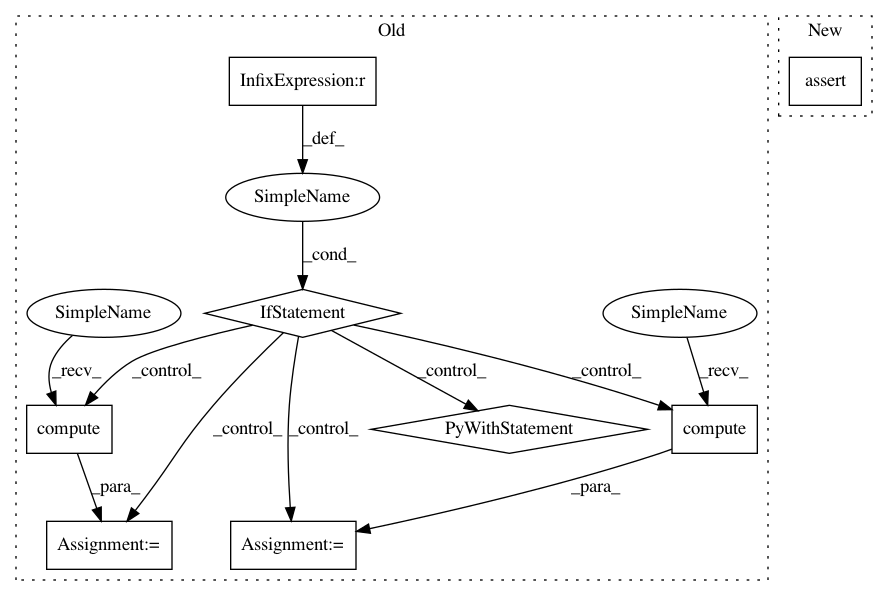 Old
New
InfixExpression:r
assert
_def_
SimpleName
_cond_
SimpleName
IfStatement
SimpleName
_recv_
_control_
_control_
_control_
_recv_
_control_
_control_
compute
PyWithStatement
compute
_para_
_para_
Assignment:=
Assignment:=